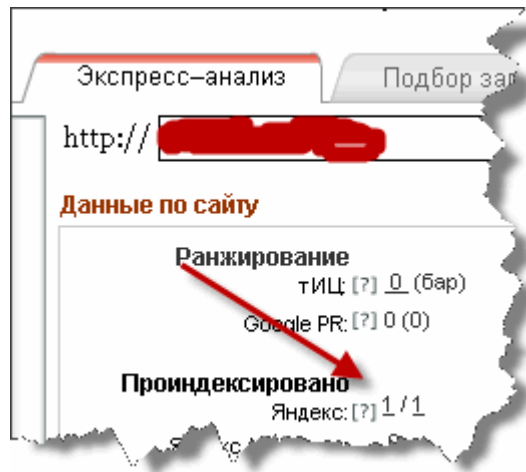 Экспресс–анализ
Подбор
http://
Данные по сайту
Ранжирование
тИЦ: [?] 0 (бар)
Google PR: [?] 0 (0)
Проиндексировано
Яндекс: [?] 1 / 1